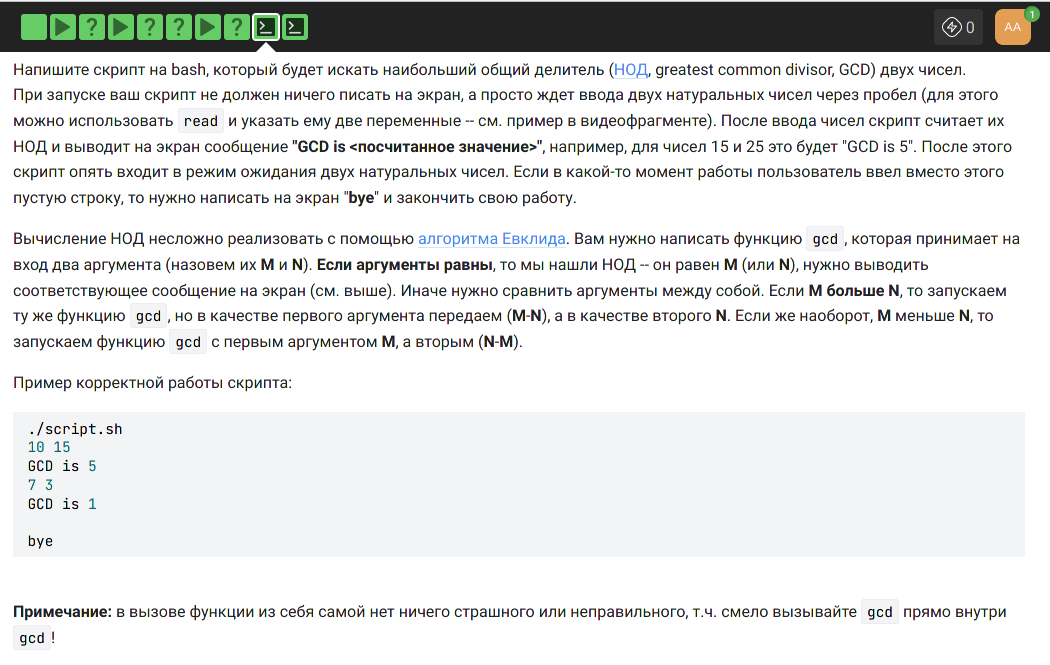 ? ? ? ? >_ >_ 0 AA 1
Напишите скрипт на bash, который будет искать наибольший общий делитель (НОД, greatest common divisor, GCD) двух чисел.
При запуске ваш скрипт не должен ничего писать на экран, а просто ждет ввода двух натуральных чисел через пробел (для этого
можно использовать read и указать ему две переменные -- см. пример в видеофрагменте). После ввода чисел скрипт считает их
НОД и выводит на экран сообщение "GCD is <посчитанное значение>", например, для чисел 15 и 25 это будет "GCD is 5". После этого
скрипт опять входит в режим ожидания двух натуральных чисел. Если в какой-то момент работы пользователь ввел вместо этого
пустую строку, то нужно написать на экран "bye" и закончить свою работу.
Вычисление НОД несложно реализовать с помощью алгоритма Евклида. Вам нужно написать функцию gcd, которая принимает на
вход два аргумента (назовем их M и N). Если аргументы равны, то мы нашли НОД -- он равен M (или N), нужно выводить
соответствующее сообщение на экран (см. выше). Иначе нужно сравнить аргументы между собой. Если M больше N, то запускаем
ту же функцию gcd, но в качестве первого аргумента передаем (M-N), а в качестве второго N. Если же наоборот, M меньше N, то
запускаем функцию gcd с первым аргументом M, а вторым (N-M).
Пример корректной работы скрипта:
./script.sh
10 15
GCD is 5
7 3
GCD is 1
bye
Примечание: в вызове функции из себя самой нет ничего страшного или неправильного, т.ч. смело вызывайте gcd прямо внутри
gcd!